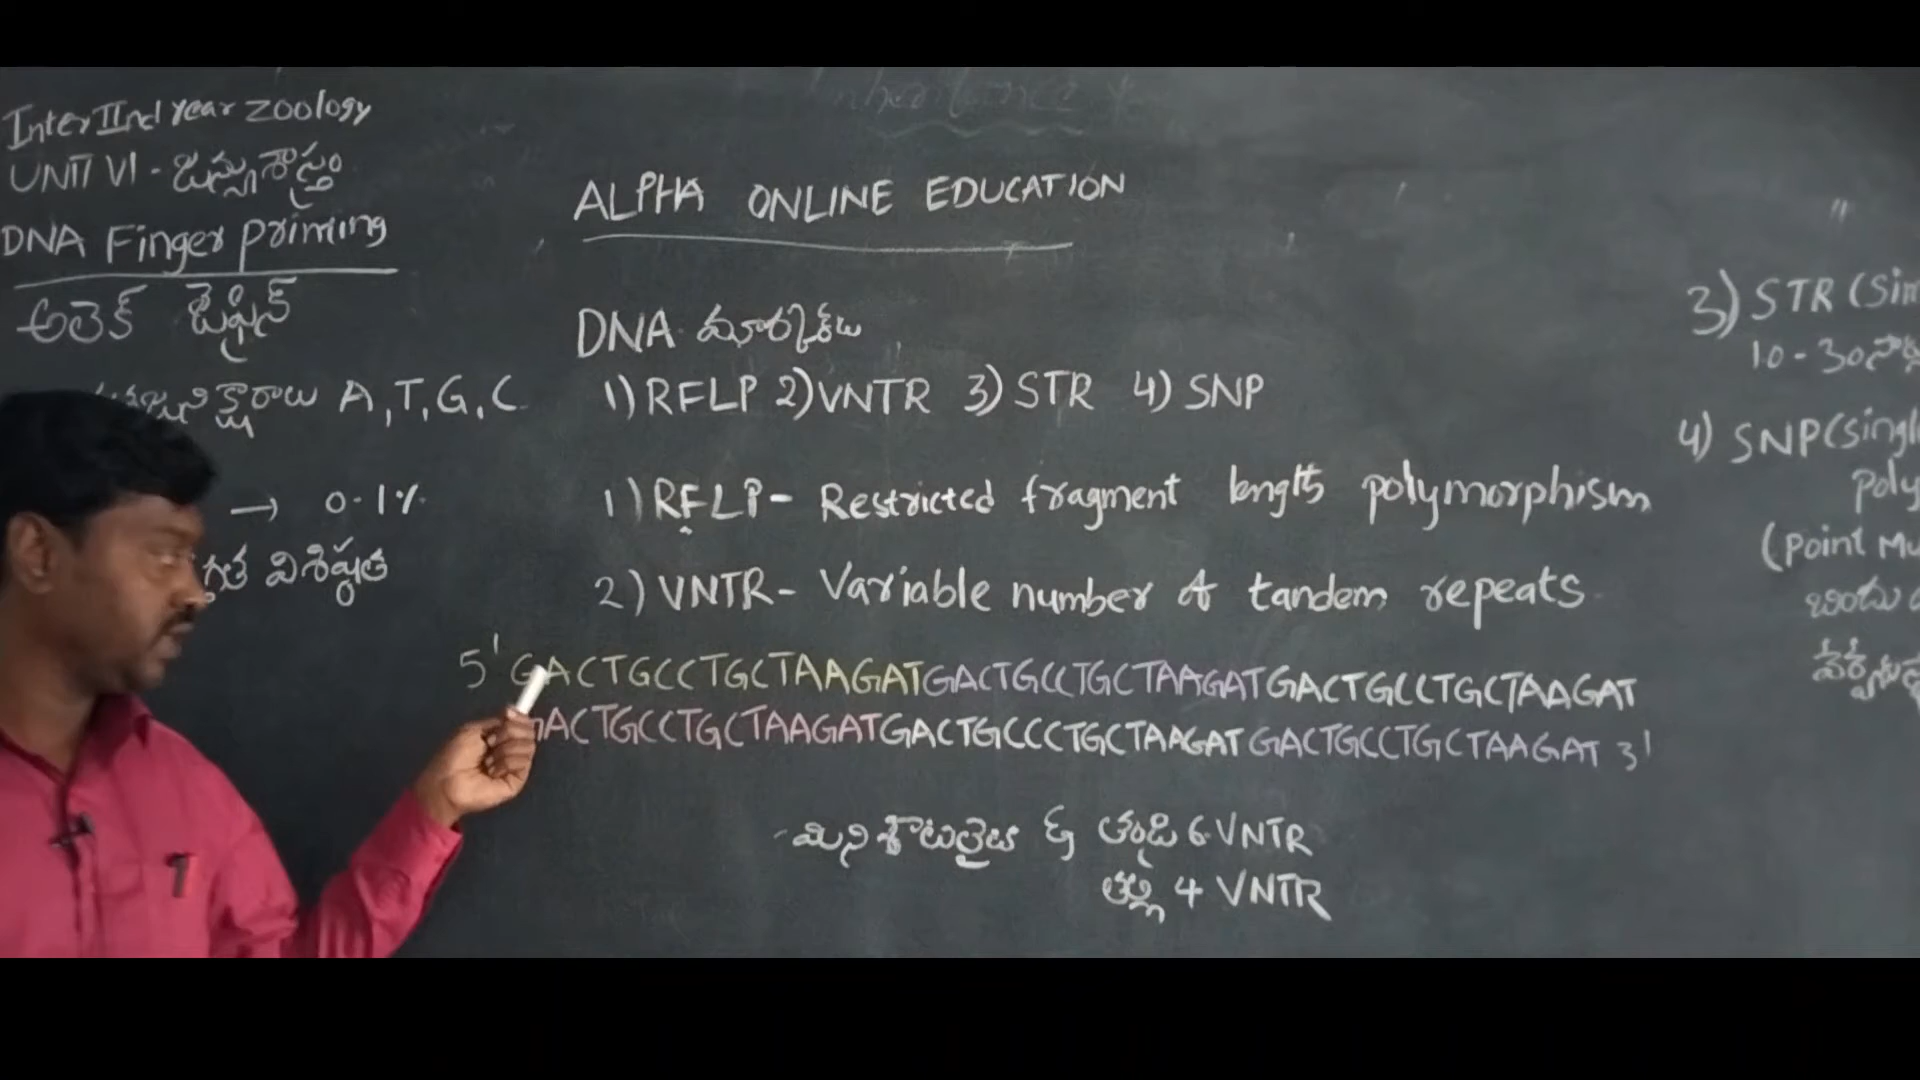 Inter IInd year zoology
UNIT VI - జన్యుశాస్త్రం
DNA Finger printing
అలెక్ జెఫ్రీస్
A, T, G, C
→ 0.1%
ALPHA ONLINE EDUCATION
DNA మార్కర్లు
1) RFLP 2) VNTR 3) STR 4) SNP
1) RFLP - Restricted fragment length polymorphism
2) VNTR - Variable number of tandem repeats
5' GACTGCCTGCTAAGATGACTGCCTGCTAAGATGACTGCCTGCTAAGAT
GACTGCCTGCTAAGATGACTGCCCTGCTAAGATGACTGCCTGCTAAGAT 3'
తండ్రి 6 VNTR
తల్లి 4 VNTR
3) STR (Sim
10 - 30
4) SNP (Singl
poly
(Point Mu